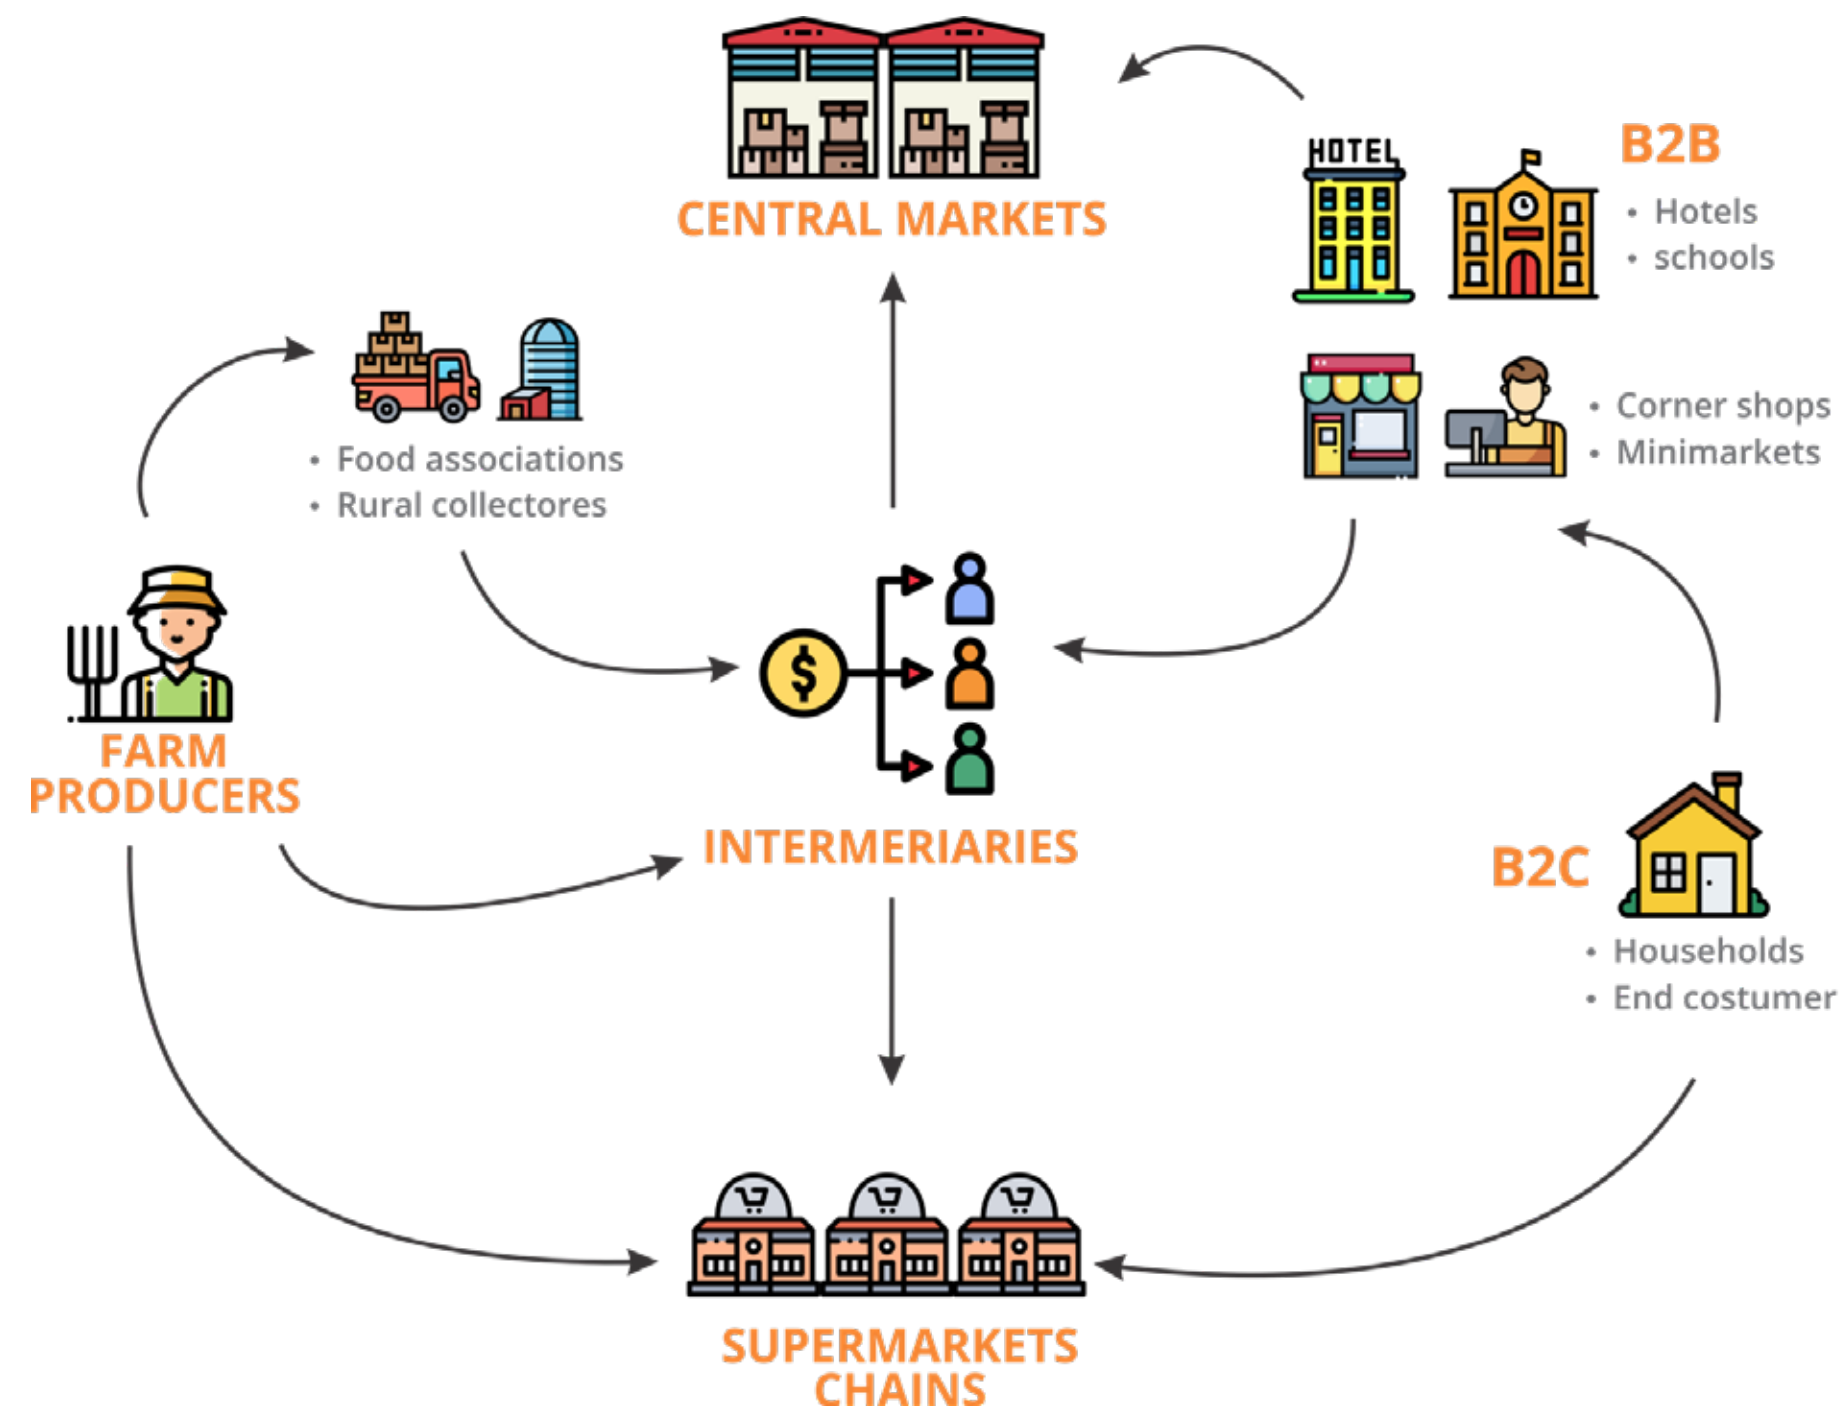 CENTRAL MARKETS
HOTEL
B2B
• Hotels
• schools
• Food associations
• Rural collectores
• Corner shops
• Minimarkets
$
FARM
PRODUCERS
INTERMERIARIES
B2C
• Households
• End costumer
SUPERMARKETS
CHAINS